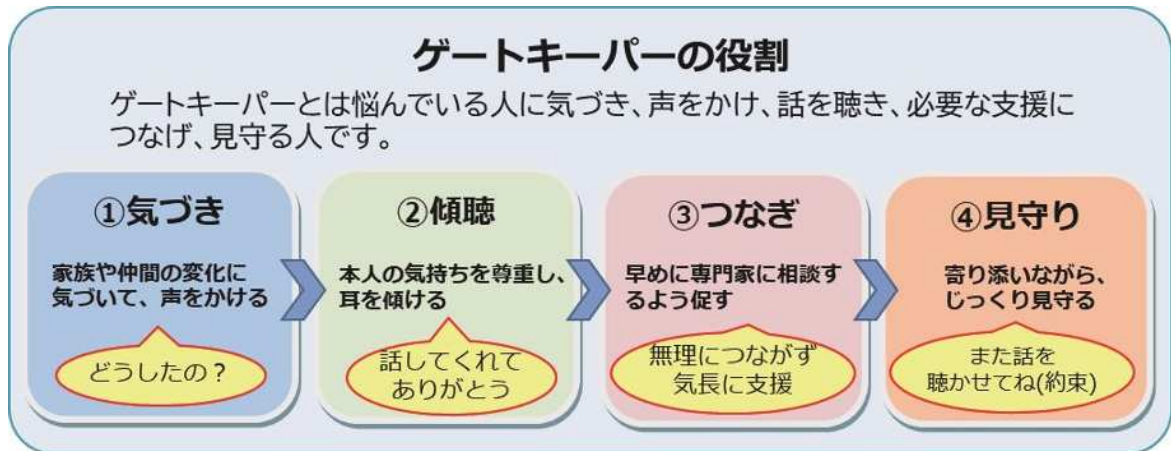 ゲートキーパーの役割
ゲートキーパーとは悩んでいる人に気づき、声をかけ、話を聴き、必要な支援に
つなげ、見守る人です。
①気づき
家族や仲間の変化に
気づいて、声をかける
どうしたの？
②傾聴
本人の気持ちを尊重し、
耳を傾ける
話してくれて
ありがとう
③つなぎ
早めに専門家に相談す
るよう促す
無理につながず
気長に支援
④見守り
寄り添いながら、
じっくり見守る
また話を
聴かせてね(約束)